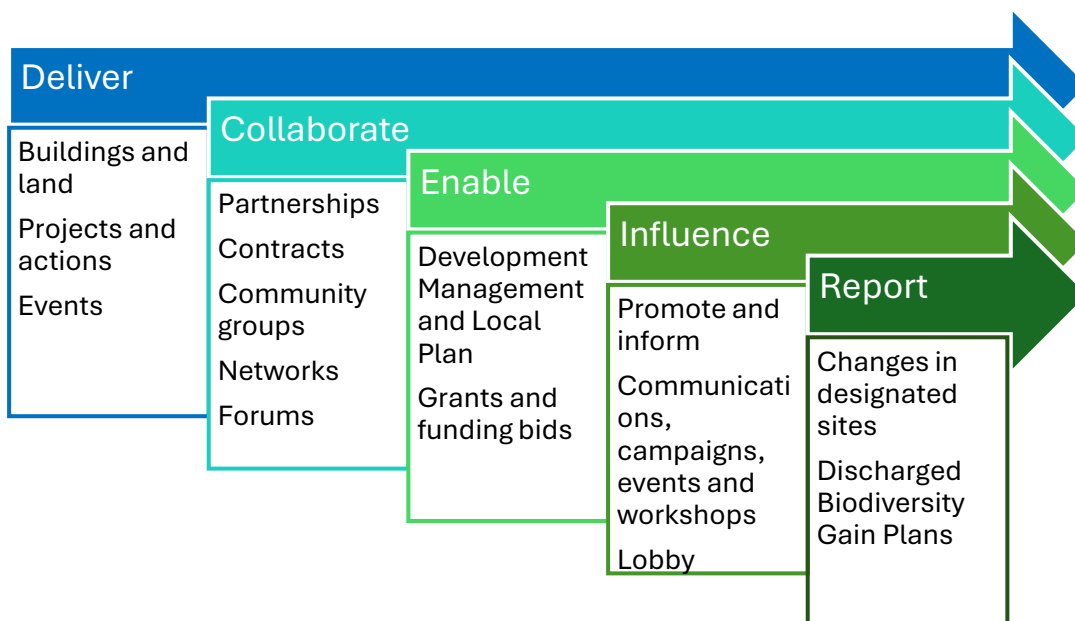 Deliver
Buildings and
land
Projects and
actions
Events
Collaborate
Partnerships
Contracts
Community
groups
Networks
Forums
Enable
Development
Management
and Local
Plan
Grants and
funding bids
Influence
Promote and
inform
Communicati
ons,
campaigns,
events and
workshops
Lobby
Report
Changes in
designated
sites
Discharged
Biodiversity
Gain Plans